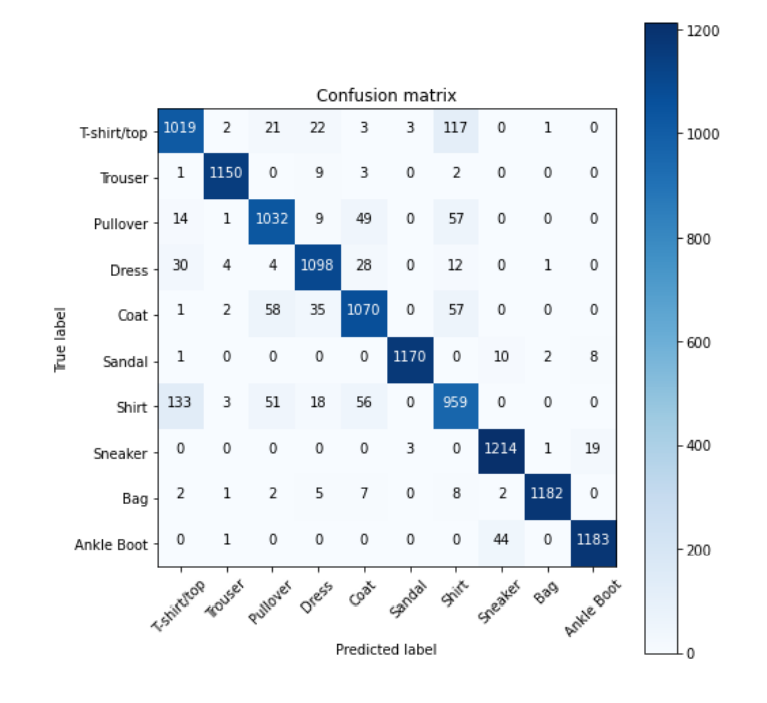 Confusion matrix
T-shirt/top 1019 2 21 22 3 3 117 0 1 0
Trouser 1 1150 0 9 3 0 2 0 0 0
Pullover 14 1 1032 9 49 0 57 0 0 0
Dress 30 4 4 1098 28 0 12 0 1 0
Coat 1 2 58 35 1070 0 57 0 0 0
Sandal 1 0 0 0 0 1170 0 10 2 8
Shirt 133 3 51 18 56 0 959 0 0 0
Sneaker 0 0 0 0 0 3 0 1214 1 19
Bag 2 1 2 5 7 0 8 2 1182 0
Ankle Boot 0 1 0 0 0 0 0 44 0 1183
T-shirt/top Trouser Pullover Dress Coat Sandal Shirt Sneaker Bag Ankle Boot
Predicted label
True label
1200
1000
800
600
400
200
0